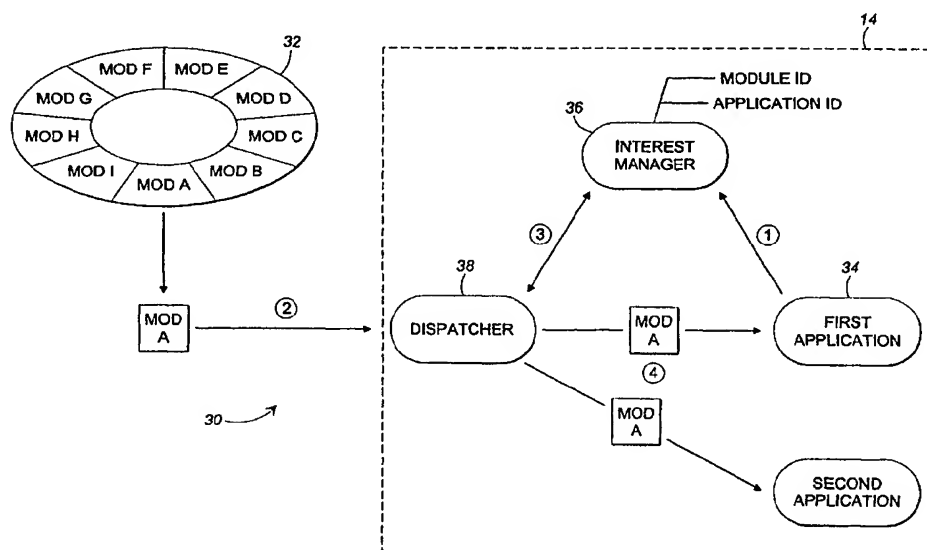 14
32
MOD F
MOD E
MOD G
MOD D
MOD H
MOD C
MOD I
MOD A
MOD B
MODULE ID
APPLICATION ID
36
INTEREST
MANAGER
3
1
38
34
MOD
A
2
DISPATCHER
MOD
A
FIRST
APPLICATION
4
MOD
A
30
SECOND
APPLICATION